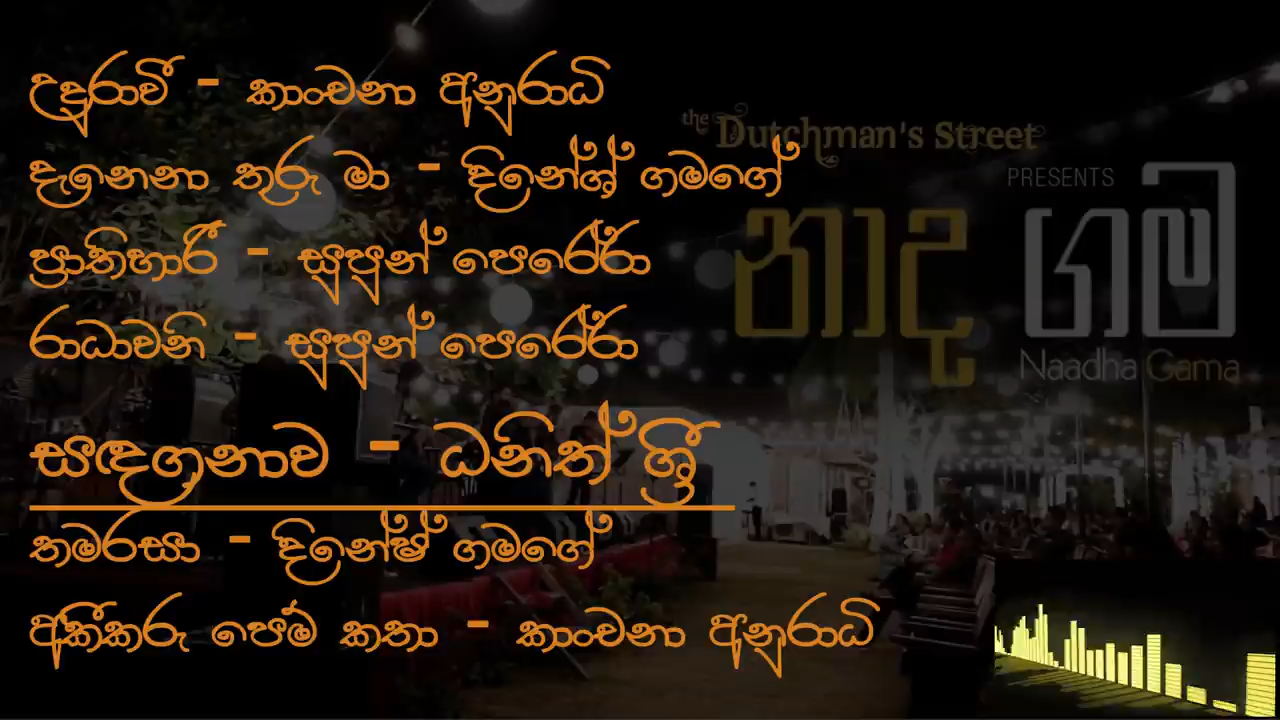 උදුරාවී - කාංචනා අනුරාධි
දැනෙනා තුරු මා - දිනේශ් ගමගේ
ප්‍රාතිහාරී - සුපුන් පෙරේරා
රාධාවනි - සුපුන් පෙරේරා
සඳගනාව - ධනිත් ශ්‍රී
තමරසා - දිනේෂ් ගමගේ
අකීකරු පෙම් කතා - කාංචනා අනුරාධි
the Dutchman's Street
PRESENTS
නාද ගම
Naadha Gama